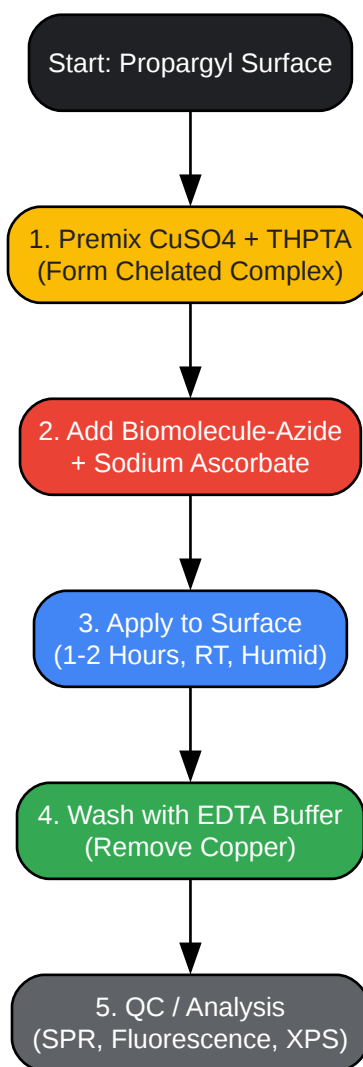 Start: Propargyl Surface
1. Premix CuSO4 + THPTA
(Form Chelated Complex)
2. Add Biomolecule-Azide
+ Sodium Ascorbate
3. Apply to Surface
(1-2 Hours, RT, Humid)
4. Wash with EDTA Buffer
(Remove Copper)
5. QC / Analysis
(SPR, Fluorescence, XPS)